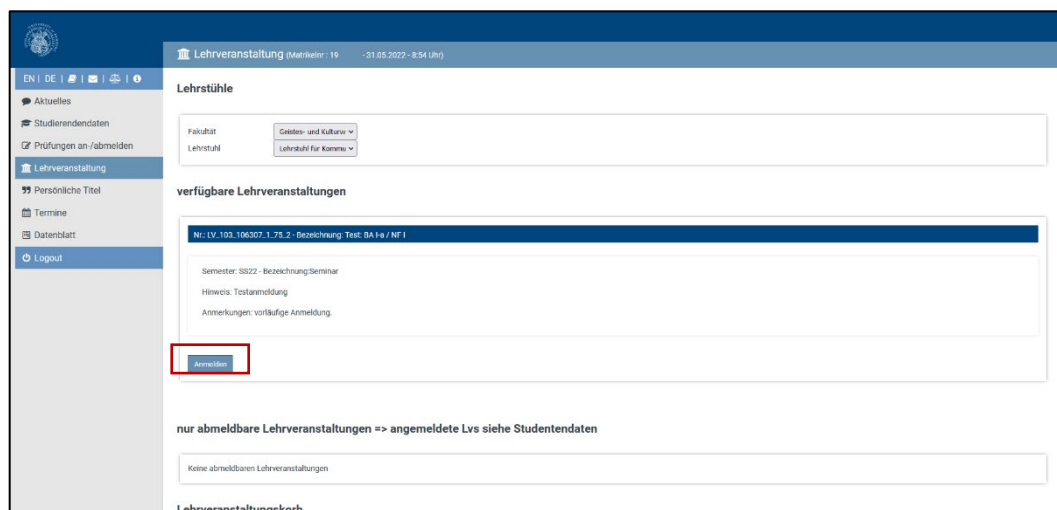 Lehrveranstaltung (Matrikelnr : 19 - 31.05.2022 - 8:54 Uhr)
EN | DE | | | |
Aktuelles
Studierendendaten
Prüfungen an-/abmelden
Lehrveranstaltung
Persönliche Titel
Termine
Datenblatt
Logout
Lehrstühle
Fakultät Geistes- und Kulturw
Lehrstuhl Lehrstuhl für Kommu
verfügbare Lehrveranstaltungen
Nr.: LV_103_106307_1_75_2 - Bezeichnung: Test: BA I-a / NF I
Semester: SS22 - Bezeichnung:Seminar
Hinweis: Testanmeldung
Anmerkungen: vorläufige Anmeldung.
Anmelden
nur abmeldbare Lehrveranstaltungen => angemeldete Lvs siehe Studentendaten
Keine abmeldbaren Lehrveranstaltungen
Lehrveranstaltungskorb